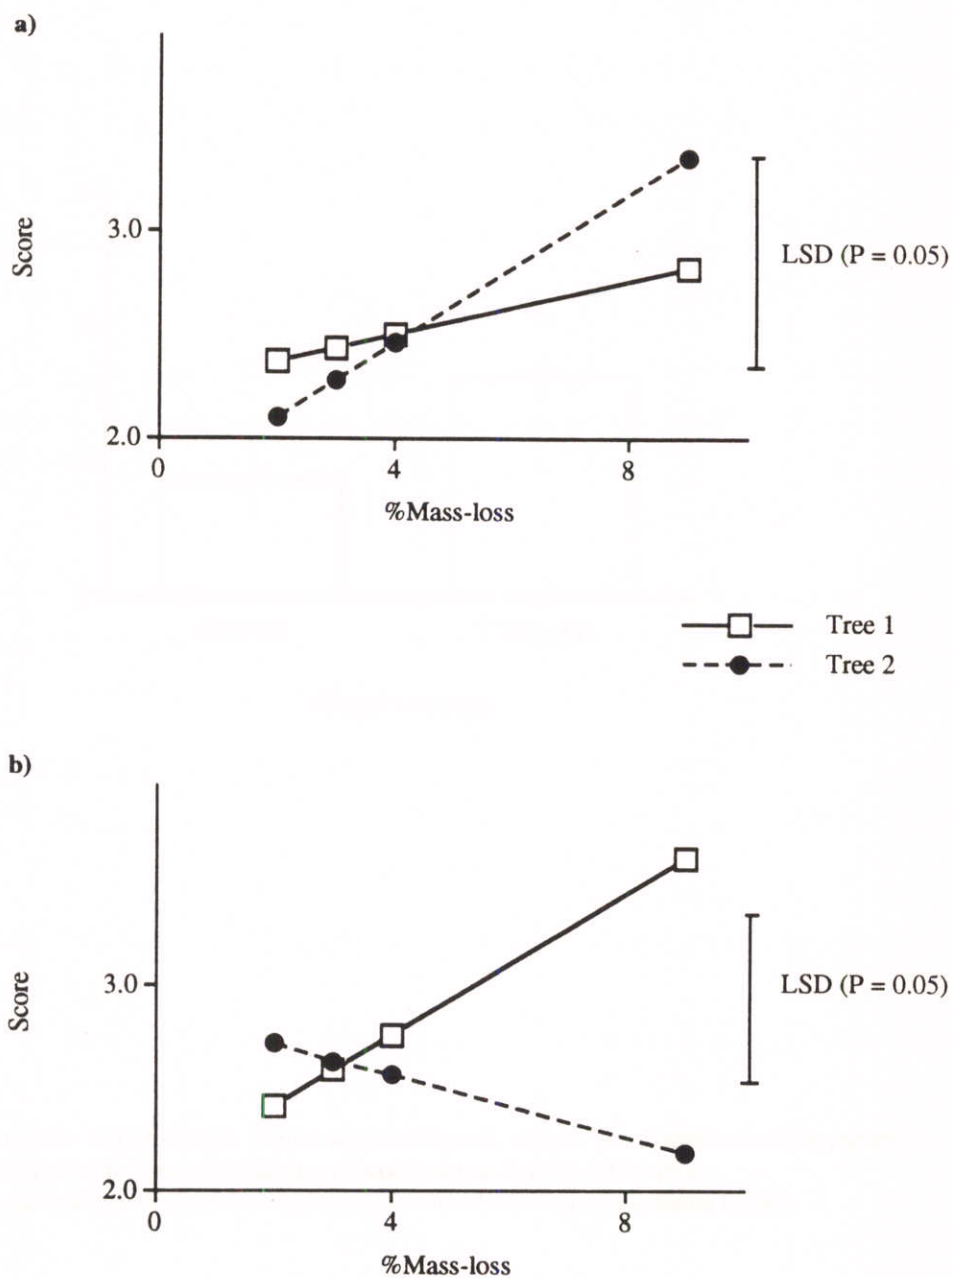 a)
Score
3.0
2.0
0
4
8
%Mass-loss
LSD (P = 0.05)
Tree 1
Tree 2
b)
Score
3.0
2.0
0
4
8
%Mass-loss
LSD (P = 0.05)